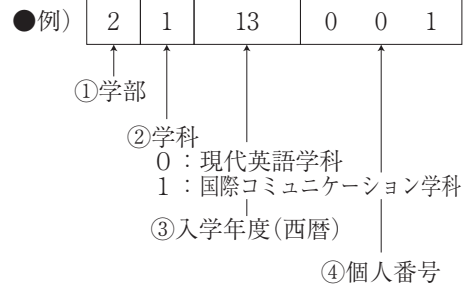 ●例) 2 1 13 0 0 1
①学部
②学科
0：現代英語学科
1：国際コミュニケーション学科
③入学年度(西暦)
④個人番号